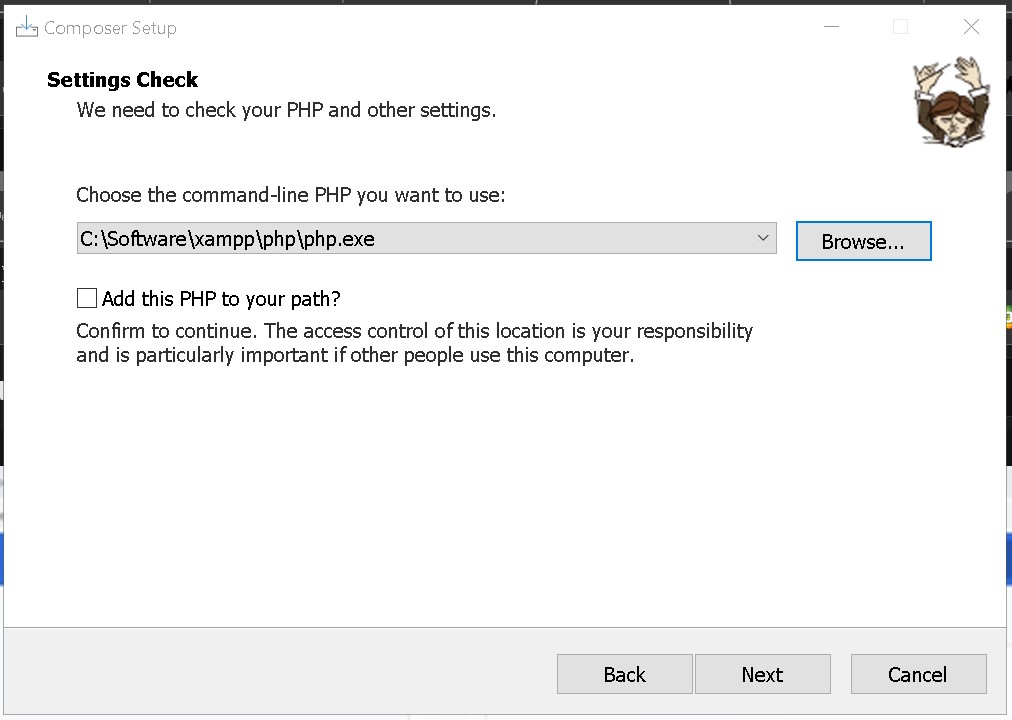 Composer Setup
Settings Check
We need to check your PHP and other settings.
Choose the command-line PHP you want to use:
C:\Software\xampp\php\php.exe
Browse...
Add this PHP to your path?
Confirm to continue. The access control of this location is your responsibility
and is particularly important if other people use this computer.
Back
Next
Cancel